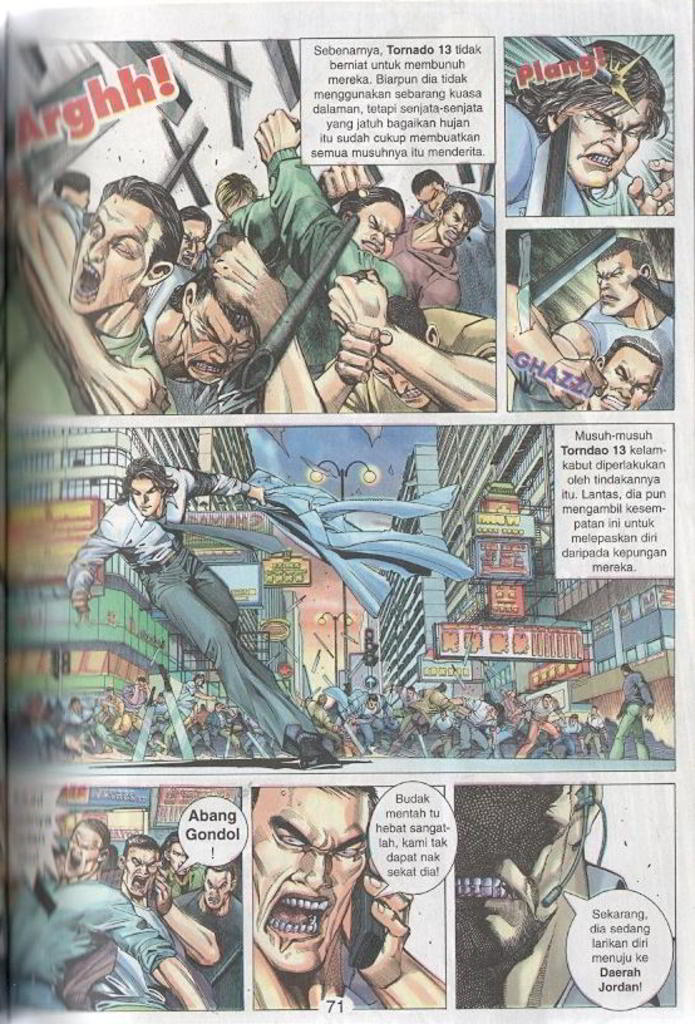 Arghh!
Sebenarnya, Tornado 13 tidak
berniat untuk membunuh
mereka. Biarpun dia tidak
menggunakan sebarang kuasa
dalaman, tetapi senjata-senjata
yang jatuh bagaikan hujan
itu sudah cukup membuatkan
semua musuhnya itu menderita.
Plang!
GHAZZ!
Musuh-musuh
Torndao 13 kelam-
kabut diperlakukan
oleh tindakannya
itu. Lantas, dia pun
mengambil kesem-
patan ini untuk
melepaskan diri
daripada kepungan
mereka.
Abang
Gondol
!
Budak
mentah tu
hebat sangat-
lah, kami tak
dapat nak
sekat dia!
Sekarang,
dia sedang
larikan diri
menuju ke
Daerah
Jordan!
71